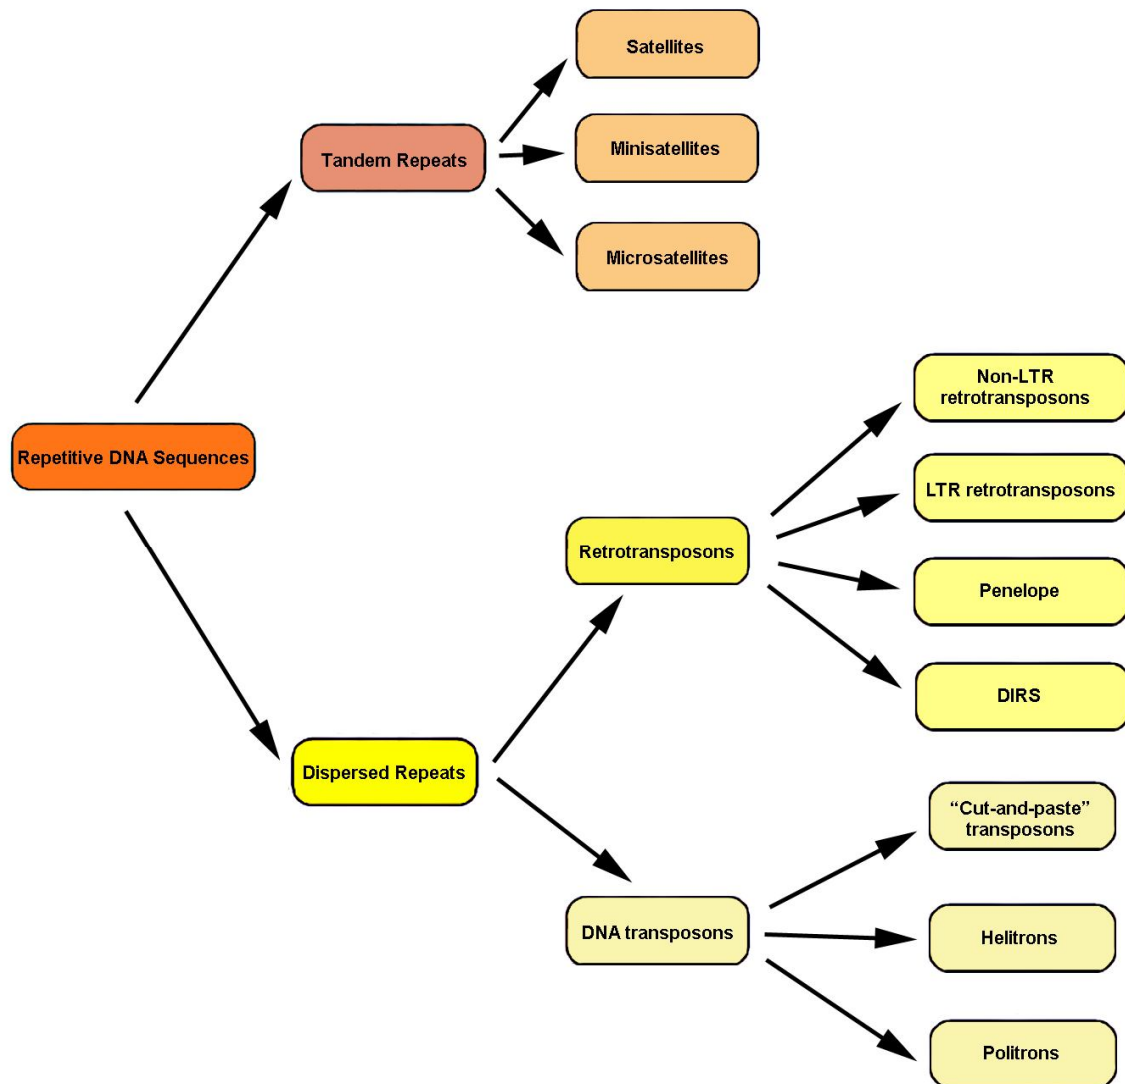 Satellites
Tandem Repeats
Minisatellites
Microsatellites
Repetitive DNA Sequences
Non-LTR
retrotransposons
LTR retrotransposons
Retrotransposons
Penelope
DIRS
Dispersed Repeats
“Cut-and-paste”
transposons
DNA transposons
Helitrons
Politrons